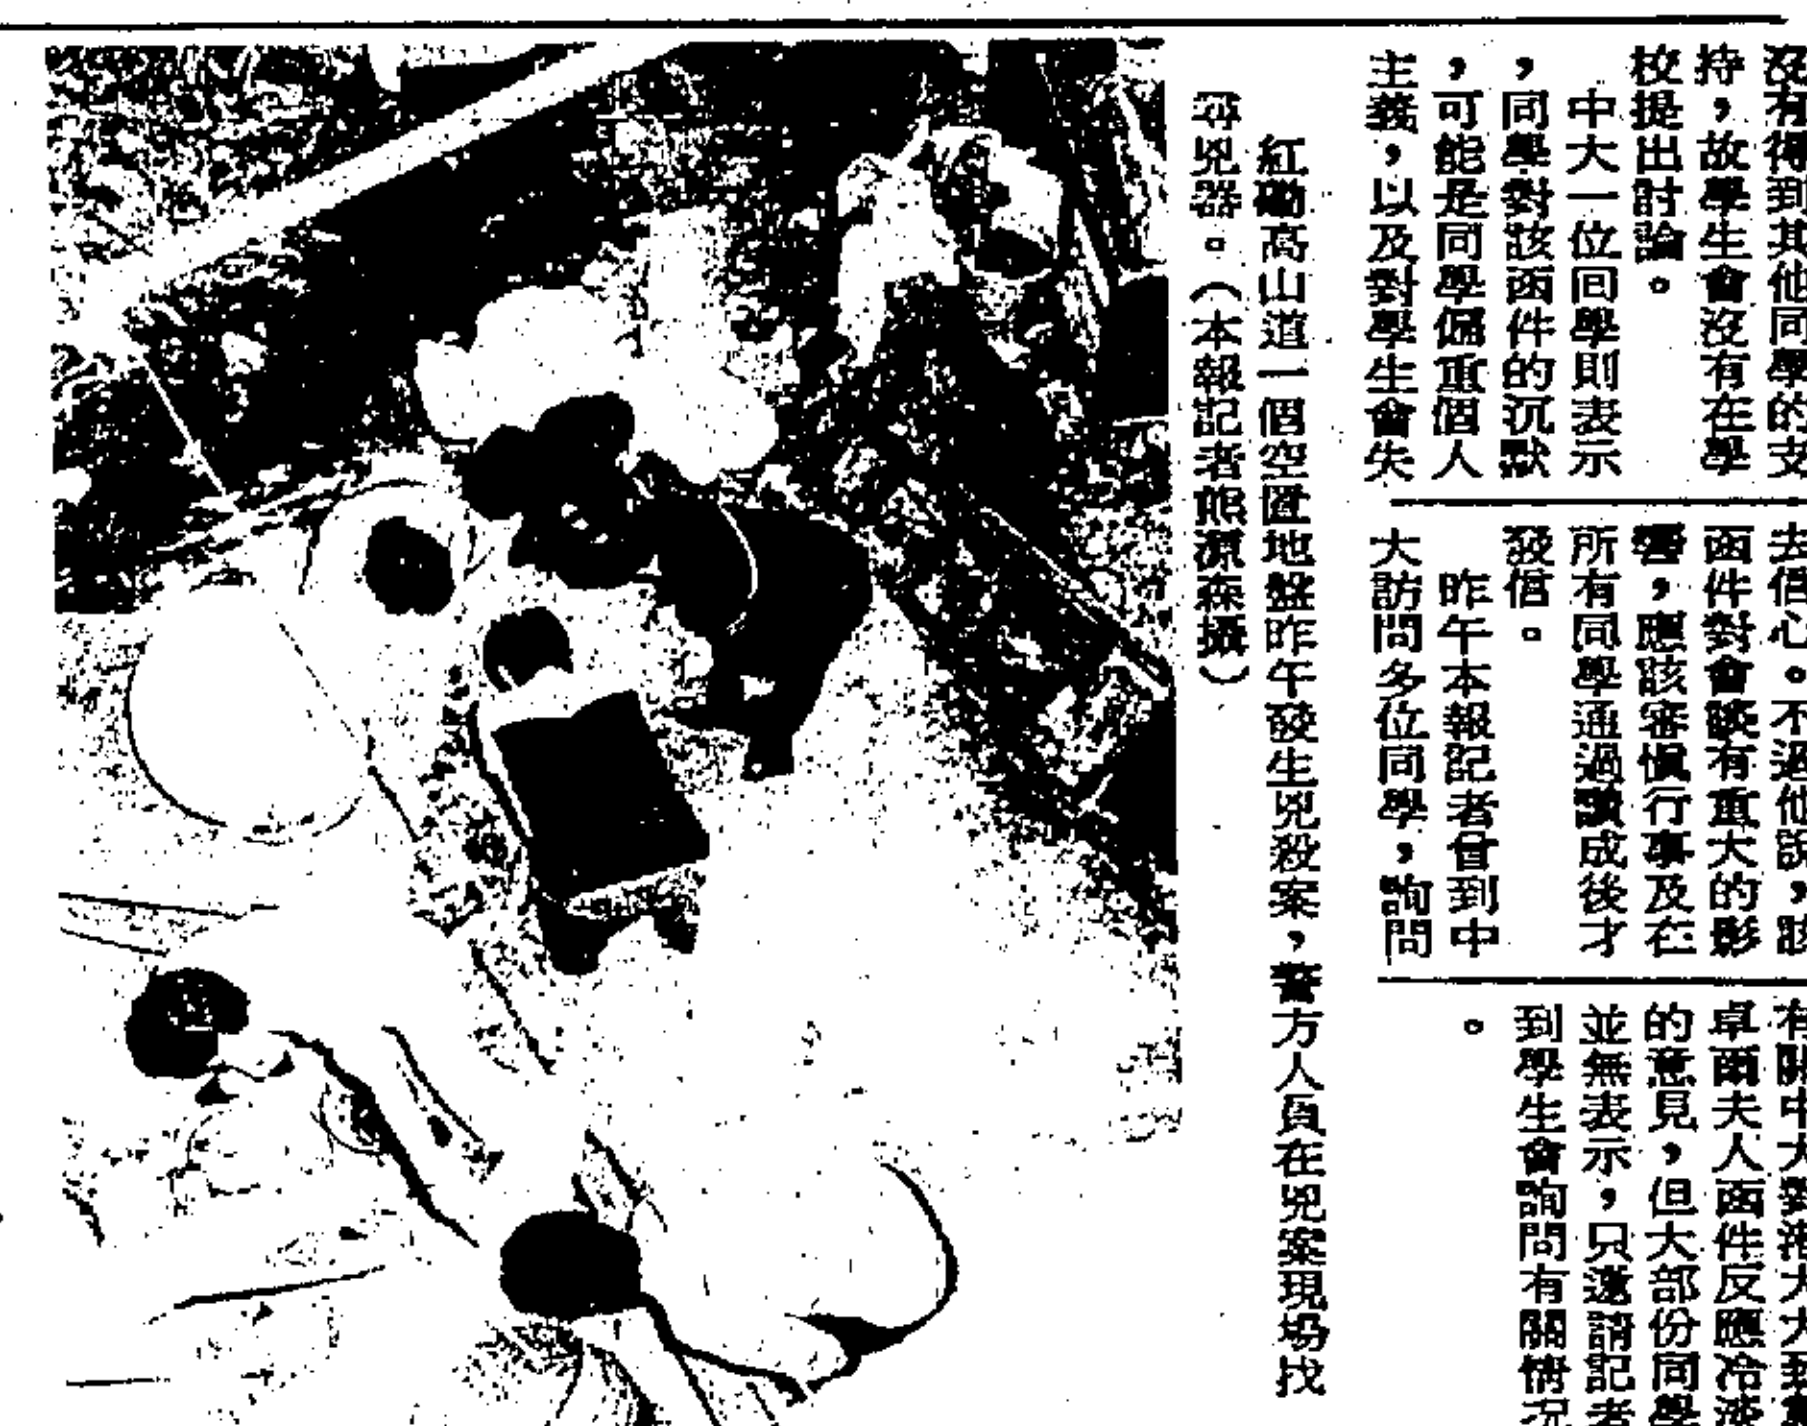 沒有得到其他同學的支
持，故學生會沒有在學
校提出討論。
中大一位同學則表示
，同學對該函件的沉默
，可能是同學偏重個人
主義，以及對學生會失
去信心。不過他說，該
函件對會談有重大的影
響，應該審慎行事及在
所有同學通過讚成後才
發信。
昨午本報記者曾到中
大訪問多位同學，詢問
有關中大對港大致
卓爾夫人函件反應冷淡
的意見，但大部份同學
並無表示，只邀請記者
到學生會詢問有關情況
。
紅磡高山道一個空置地盤昨午發生兇殺案，警方人員在兇案現場找
尋兇器。（本報記者熊源森攝）